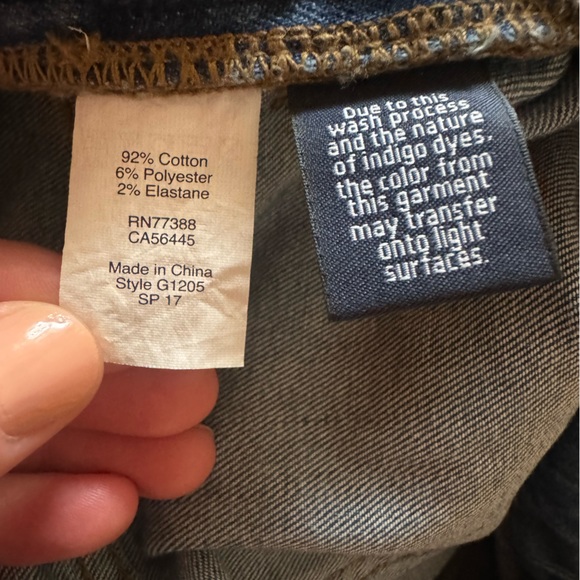 92% Cotton
6% Polyester
2% Elastane
RN77388
CA56445
Made in China
Style G1205
SP 17
Due to this
wash process
and the nature
of indigo dyes,
the color from
this garment
may transfer
onto light
surfaces.